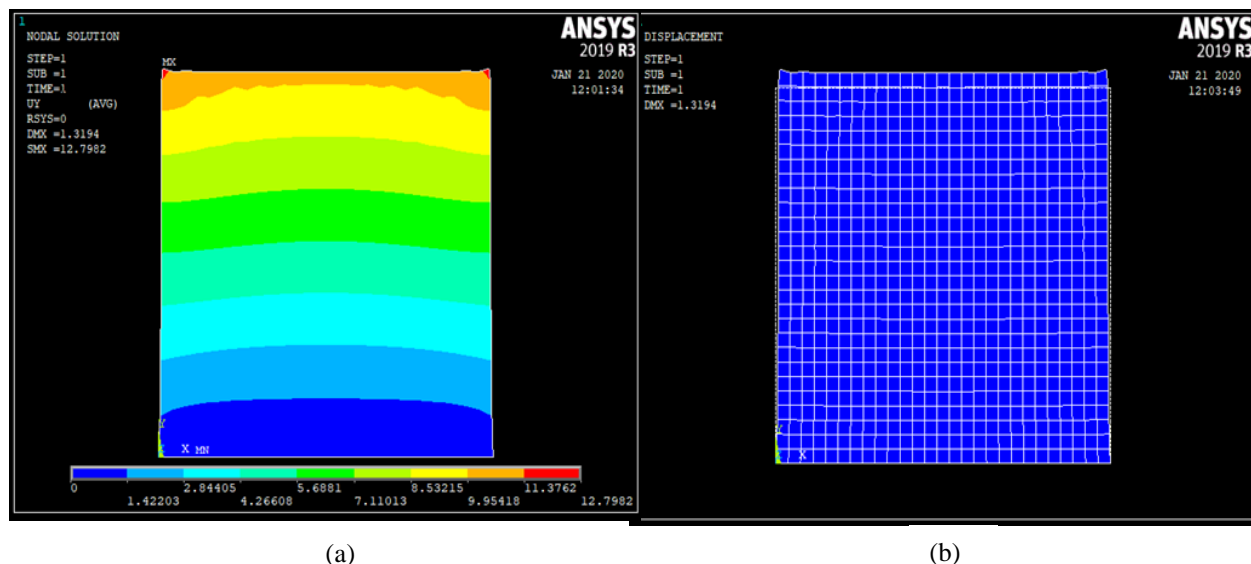 1
NODAL SOLUTION
STEP=1
SUB =1
TIME=1
UY (AVG)
RSYS=0
DMX =1.3194
SMX =12.7982
ANSYS
2019 R3
JAN 21 2020
12:01:34
MX
Y
X MN
0 2.84405 5.6881 8.53215 11.3762
1.42203 4.26608 7.11013 9.95418 12.7982
(a)
DISPLACEMENT
STEP=1
SUB =1
TIME=1
DMX =1.3194
ANSYS
2019 R3
JAN 21 2020
12:03:49
Y
X
(b)